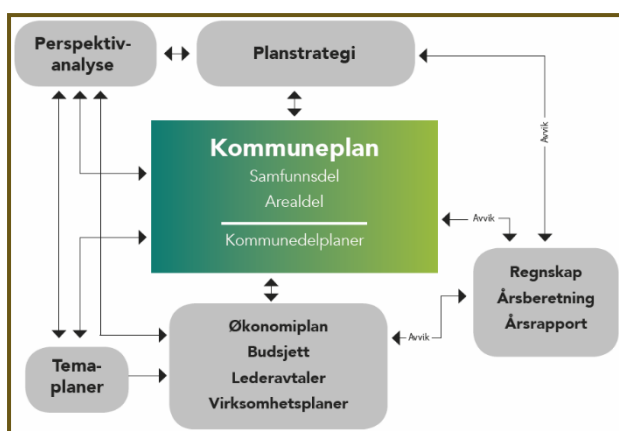 Perspektiv-
analyse
Planstrategi
Kommuneplan
Samfunnsdel
Arealdel
Kommunedelplaner
Avvik
Avvik
Regnskap
Årsberetning
Årsrapport
Økonomiplan
Budsjett
Lederavtaler
Virksomhetsplaner
Avvik
Tema-
planer